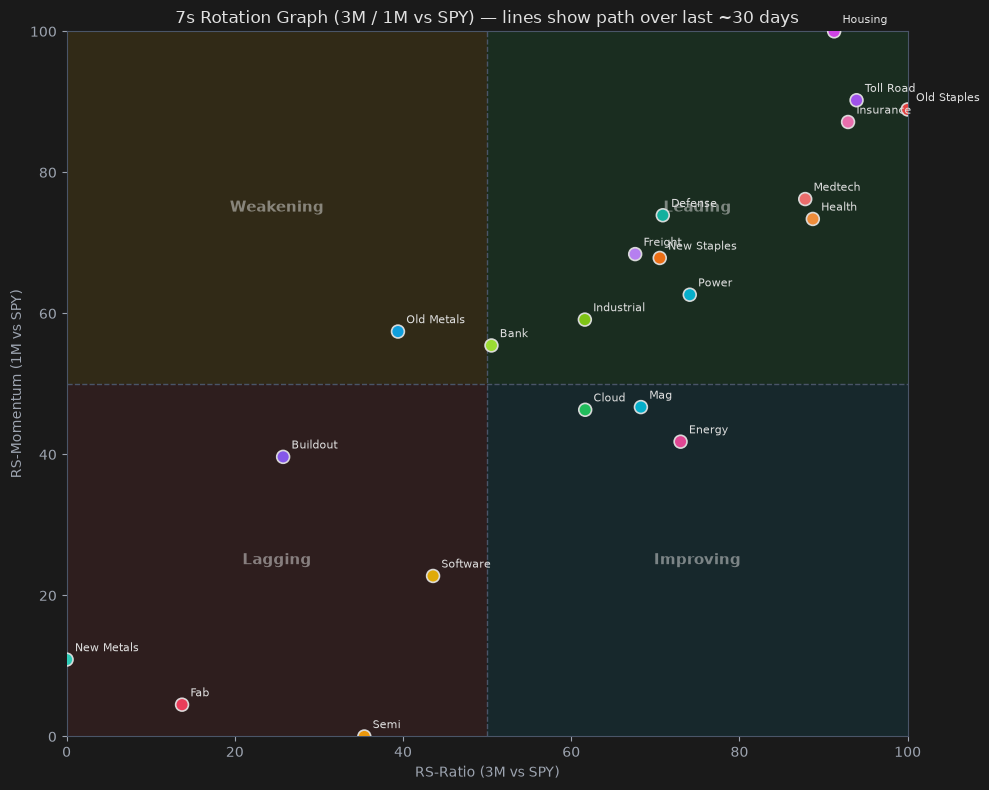 7s Rotation Graph (3M / 1M vs SPY) — lines show path over last ~30 days
Housing
100
Toll Road
Old Staples
Insurance
80
Medtech
Weakening
Defense
Leading
Health
Freight
New Staples
Power
60
Old Metals
Industrial
Bank
RS-Momentum (1M vs SPY)
Cloud
Mag
Energy
40
Buildout
Lagging
Improving
Software
20
New Metals
Fab
Semi
0
0
20
40
60
80
100
RS-Ratio (3M vs SPY)